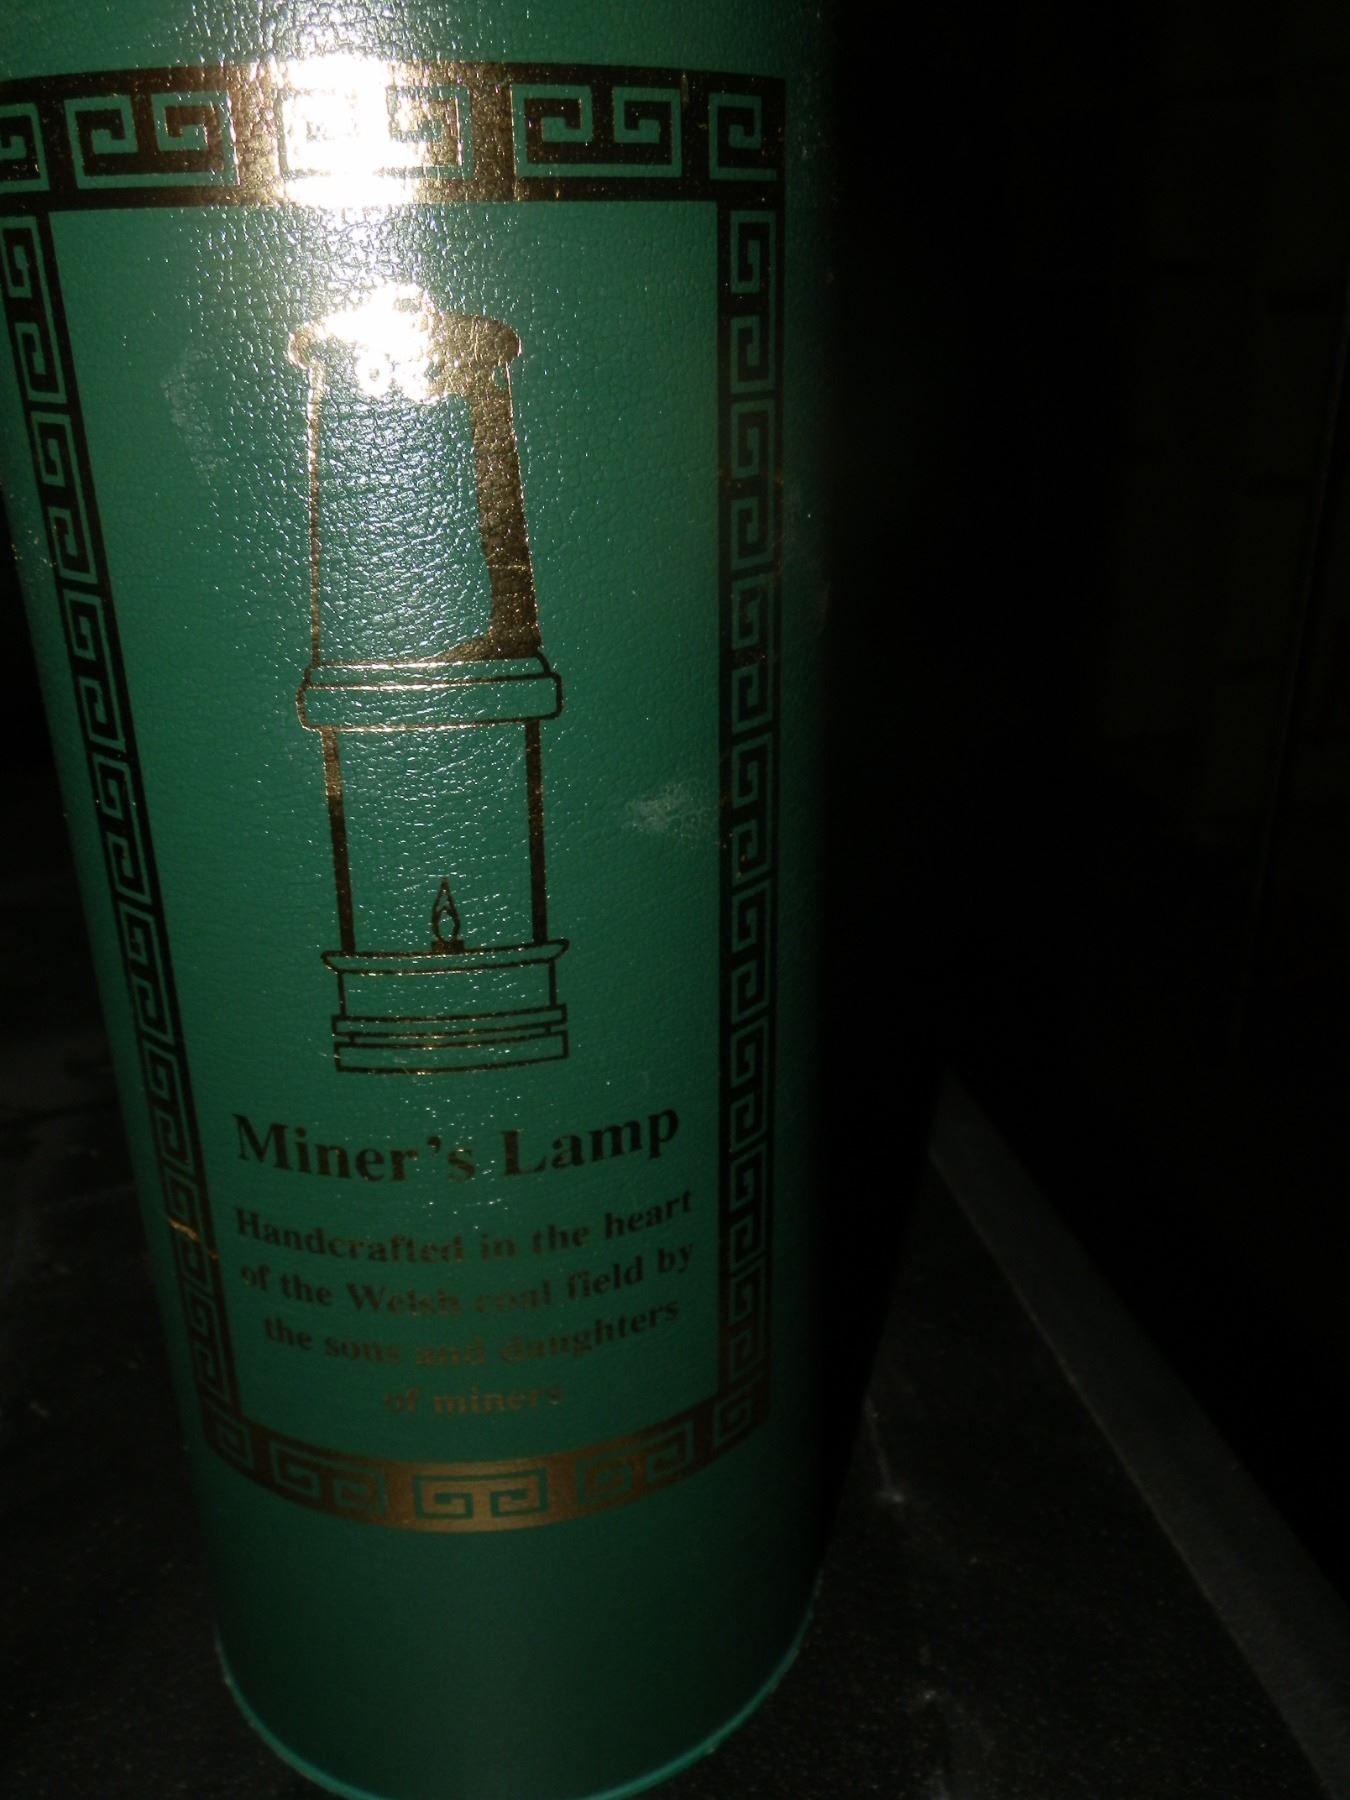 Miner's Lamp
Handcrafted in the heart
of the Welsh coal field by
the sons and daughters
of miners